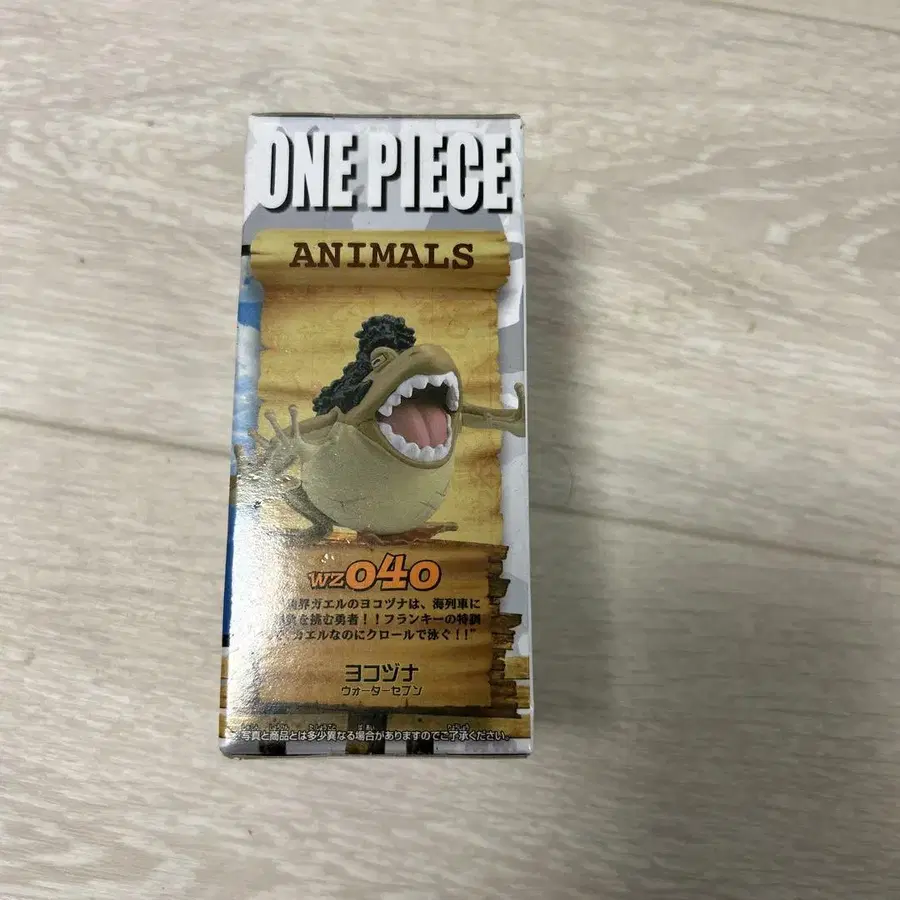 ONE PIECE
ANIMALS
WZ040
界ガエルのヨコヅナは、海列車に
を挑む勇者!!フランキーの特訓
ガエルなのにクロールで泳ぐ!!"
ヨコヅナ
ウォーターセブン
写真と商品とは多少異なる場合がありますのでご了承ください。